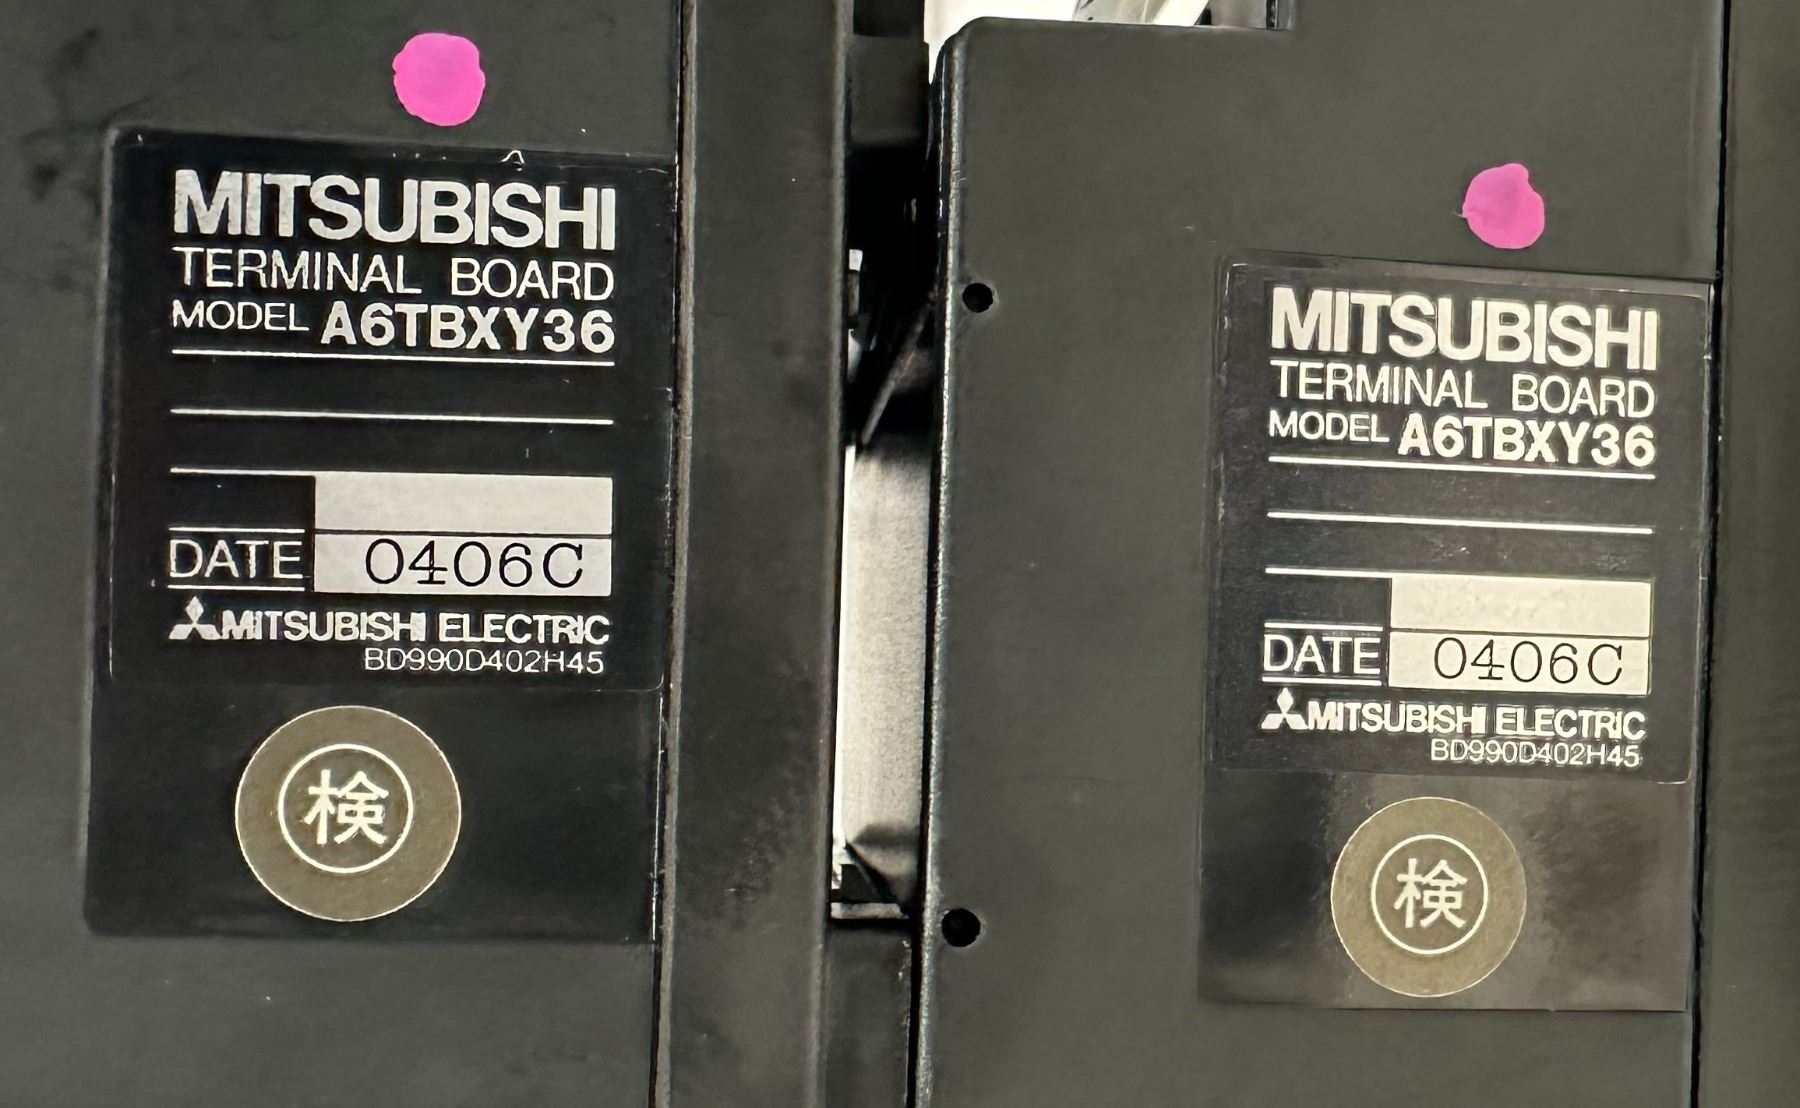 MITSUBISHI
TERMINAL BOARD
MODEL A6TBXY36
DATE 0406C
MITSUBISHI ELECTRIC
BD990D402H45
検
MITSUBISHI
TERMINAL BOARD
MODEL A6TBXY36
DATE 0406C
MITSUBISHI ELECTRIC
BD990D402H45
検